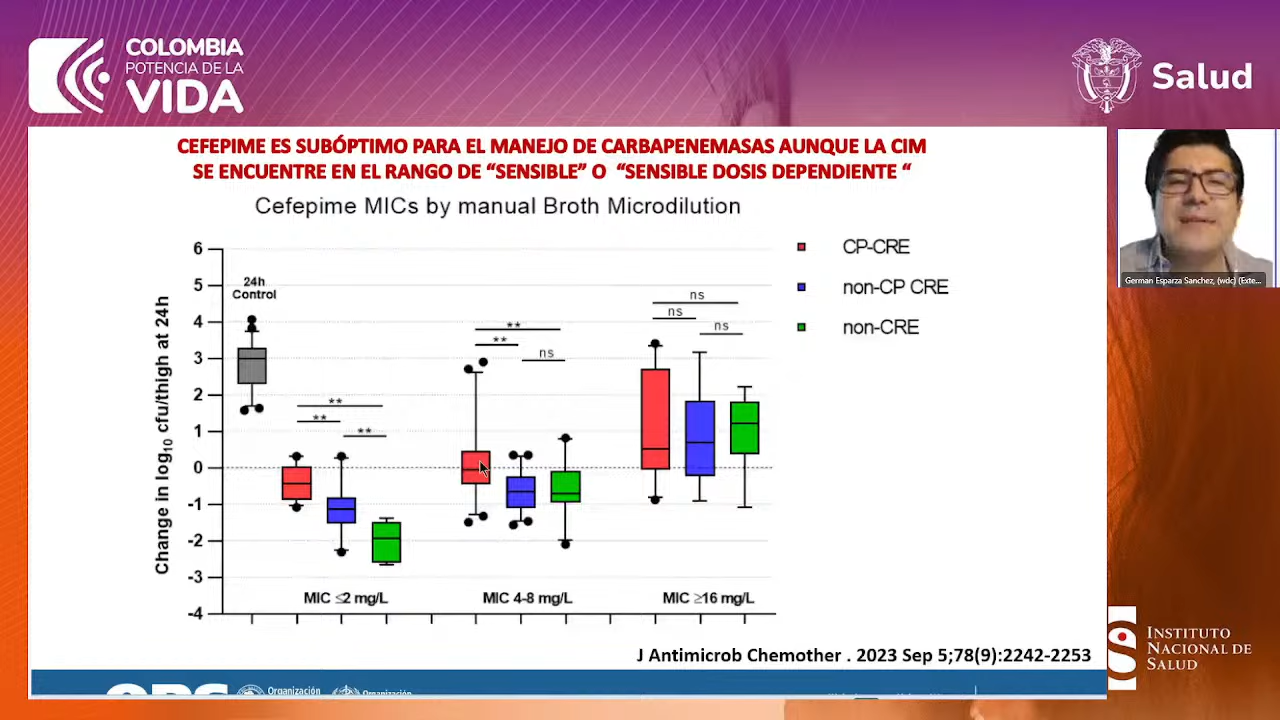 COLOMBIA
POTENCIA DE LA
VIDA
Salud
CEFEPIME ES SUBÓPTIMO PARA EL MANEJO DE CARBAPENEMASAS AUNQUE LA CIM
SE ENCUENTRE EN EL RANGO DE “SENSIBLE” O “SENSIBLE DOSIS DEPENDIENTE “
Cefepime MICs by manual Broth Microdilution
Change in log10 cfu/thigh at 24h
6
5
4
3
2
1
0
-1
-2
-3
-4
24h
Control
**
**
**
**
**
ns
ns
ns
ns
MIC ≤2 mg/L
MIC 4-8 mg/L
MIC ≥16 mg/L
CP-CRE
non-CP CRE
non-CRE
German Esparza Sanchez, (wdc) (Exte...
J Antimicrob Chemother . 2023 Sep 5;78(9):2242-2253
OPS
Organización
Organización
INSTITUTO
NACIONAL DE
SALUD